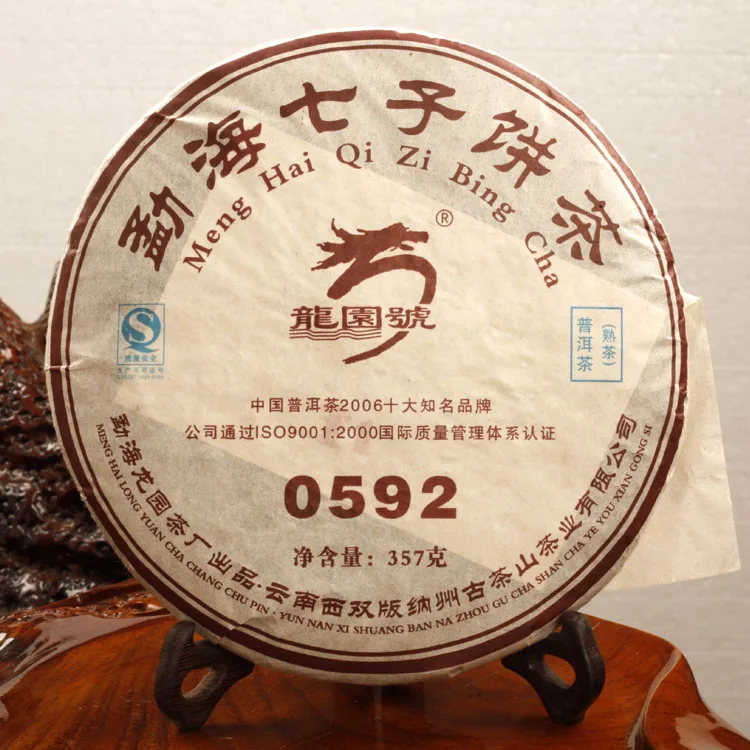 勐海七子饼茶
Meng Hai Qi Zi Bing Cha
®
龍園號
质量安全
普洱茶
(熟茶)
中国普洱茶2006十大知名品牌
公司通过ISO9001:2000国际质量管理体系认证
0592
净含量：357克
勐海龙园茶厂出品·云南西双版纳州古茶山茶业有限公司
MENG HAI LONG YUAN CHA CHANG CHU PIN · YUN NAN XI SHUANG BAN NA ZHOU GU CHA SHAN CHA YE YOU XIAN GONG SI